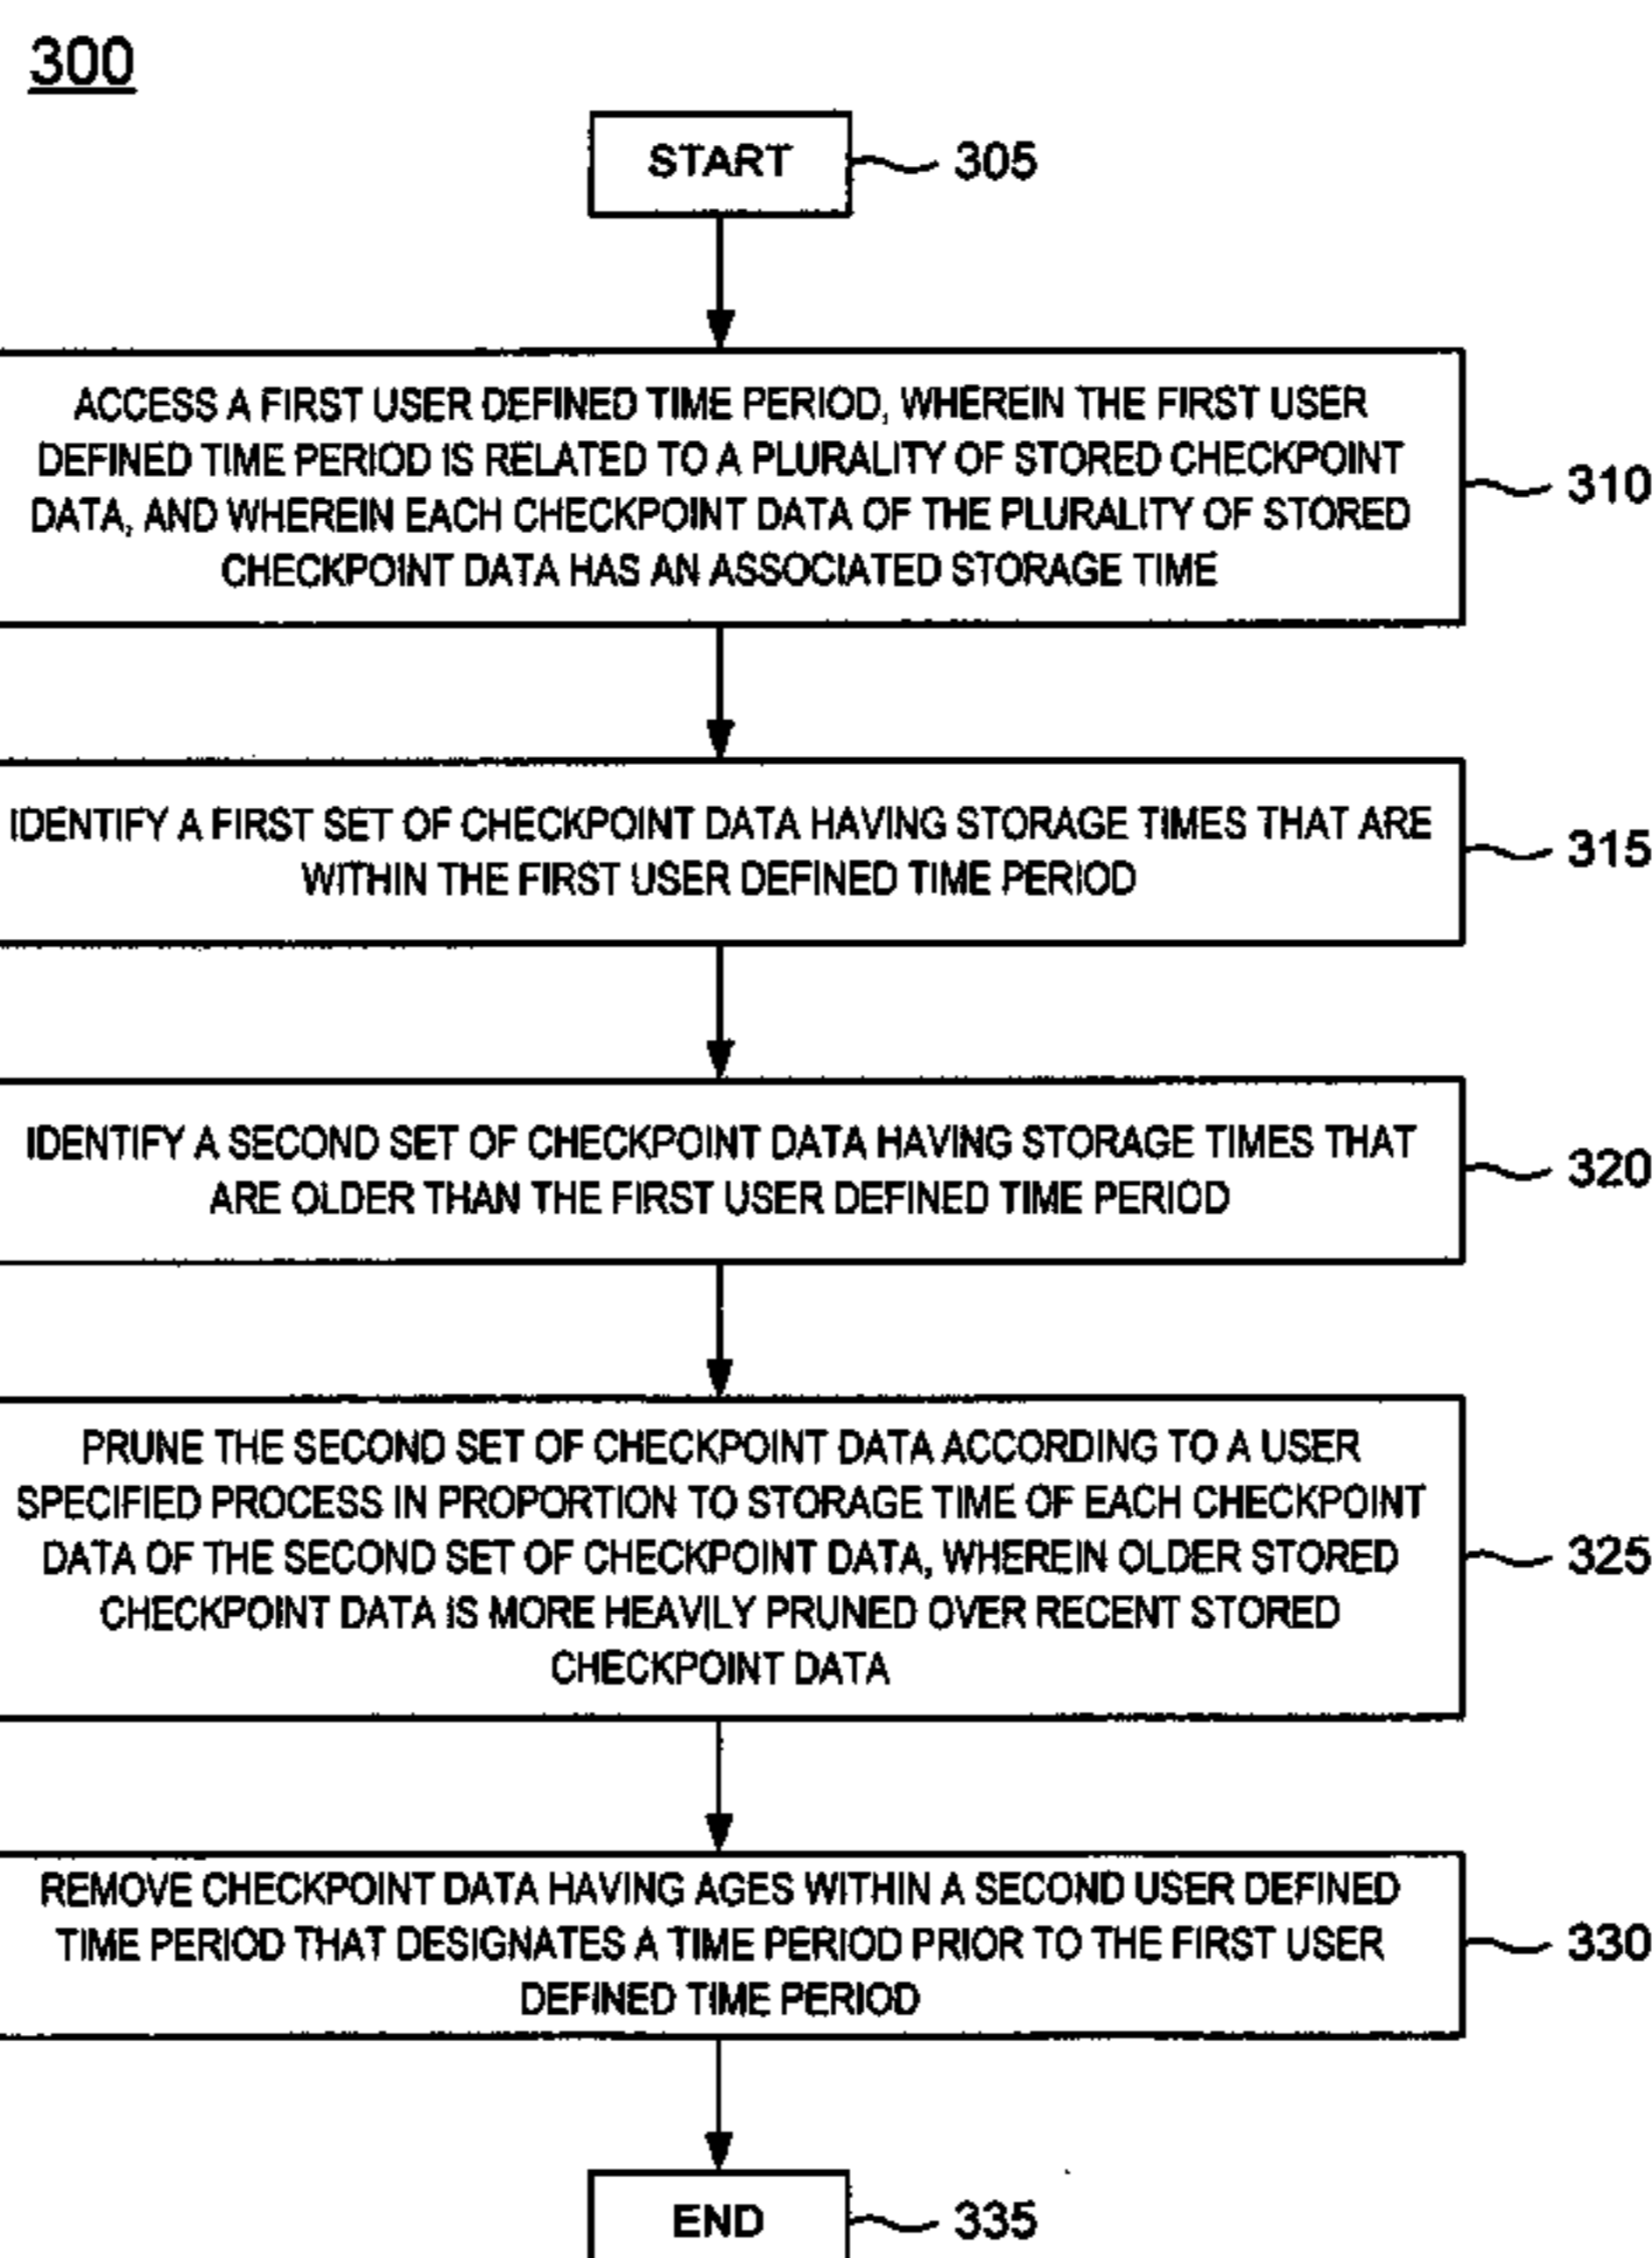 300
START
305
ACCESS A FIRST USER DEFINED TIME PERIOD, WHEREIN THE FIRST USER
DEFINED TIME PERIOD IS RELATED TO A PLURALITY OF STORED CHECKPOINT
DATA, AND WHEREIN EACH CHECKPOINT DATA OF THE PLURALITY OF STORED
CHECKPOINT DATA HAS AN ASSOCIATED STORAGE TIME
310
IDENTIFY A FIRST SET OF CHECKPOINT DATA HAVING STORAGE TIMES THAT ARE
WITHIN THE FIRST USER DEFINED TIME PERIOD
315
IDENTIFY A SECOND SET OF CHECKPOINT DATA HAVING STORAGE TIMES THAT
ARE OLDER THAN THE FIRST USER DEFINED TIME PERIOD
320
PRUNE THE SECOND SET OF CHECKPOINT DATA ACCORDING TO A USER
SPECIFIED PROCESS IN PROPORTION TO STORAGE TIME OF EACH CHECKPOINT
DATA OF THE SECOND SET OF CHECKPOINT DATA, WHEREIN OLDER STORED
CHECKPOINT DATA IS MORE HEAVILY PRUNED OVER RECENT STORED
CHECKPOINT DATA
325
REMOVE CHECKPOINT DATA HAVING AGES WITHIN A SECOND USER DEFINED
TIME PERIOD THAT DESIGNATES A TIME PERIOD PRIOR TO THE FIRST USER
DEFINED TIME PERIOD
330
END
335